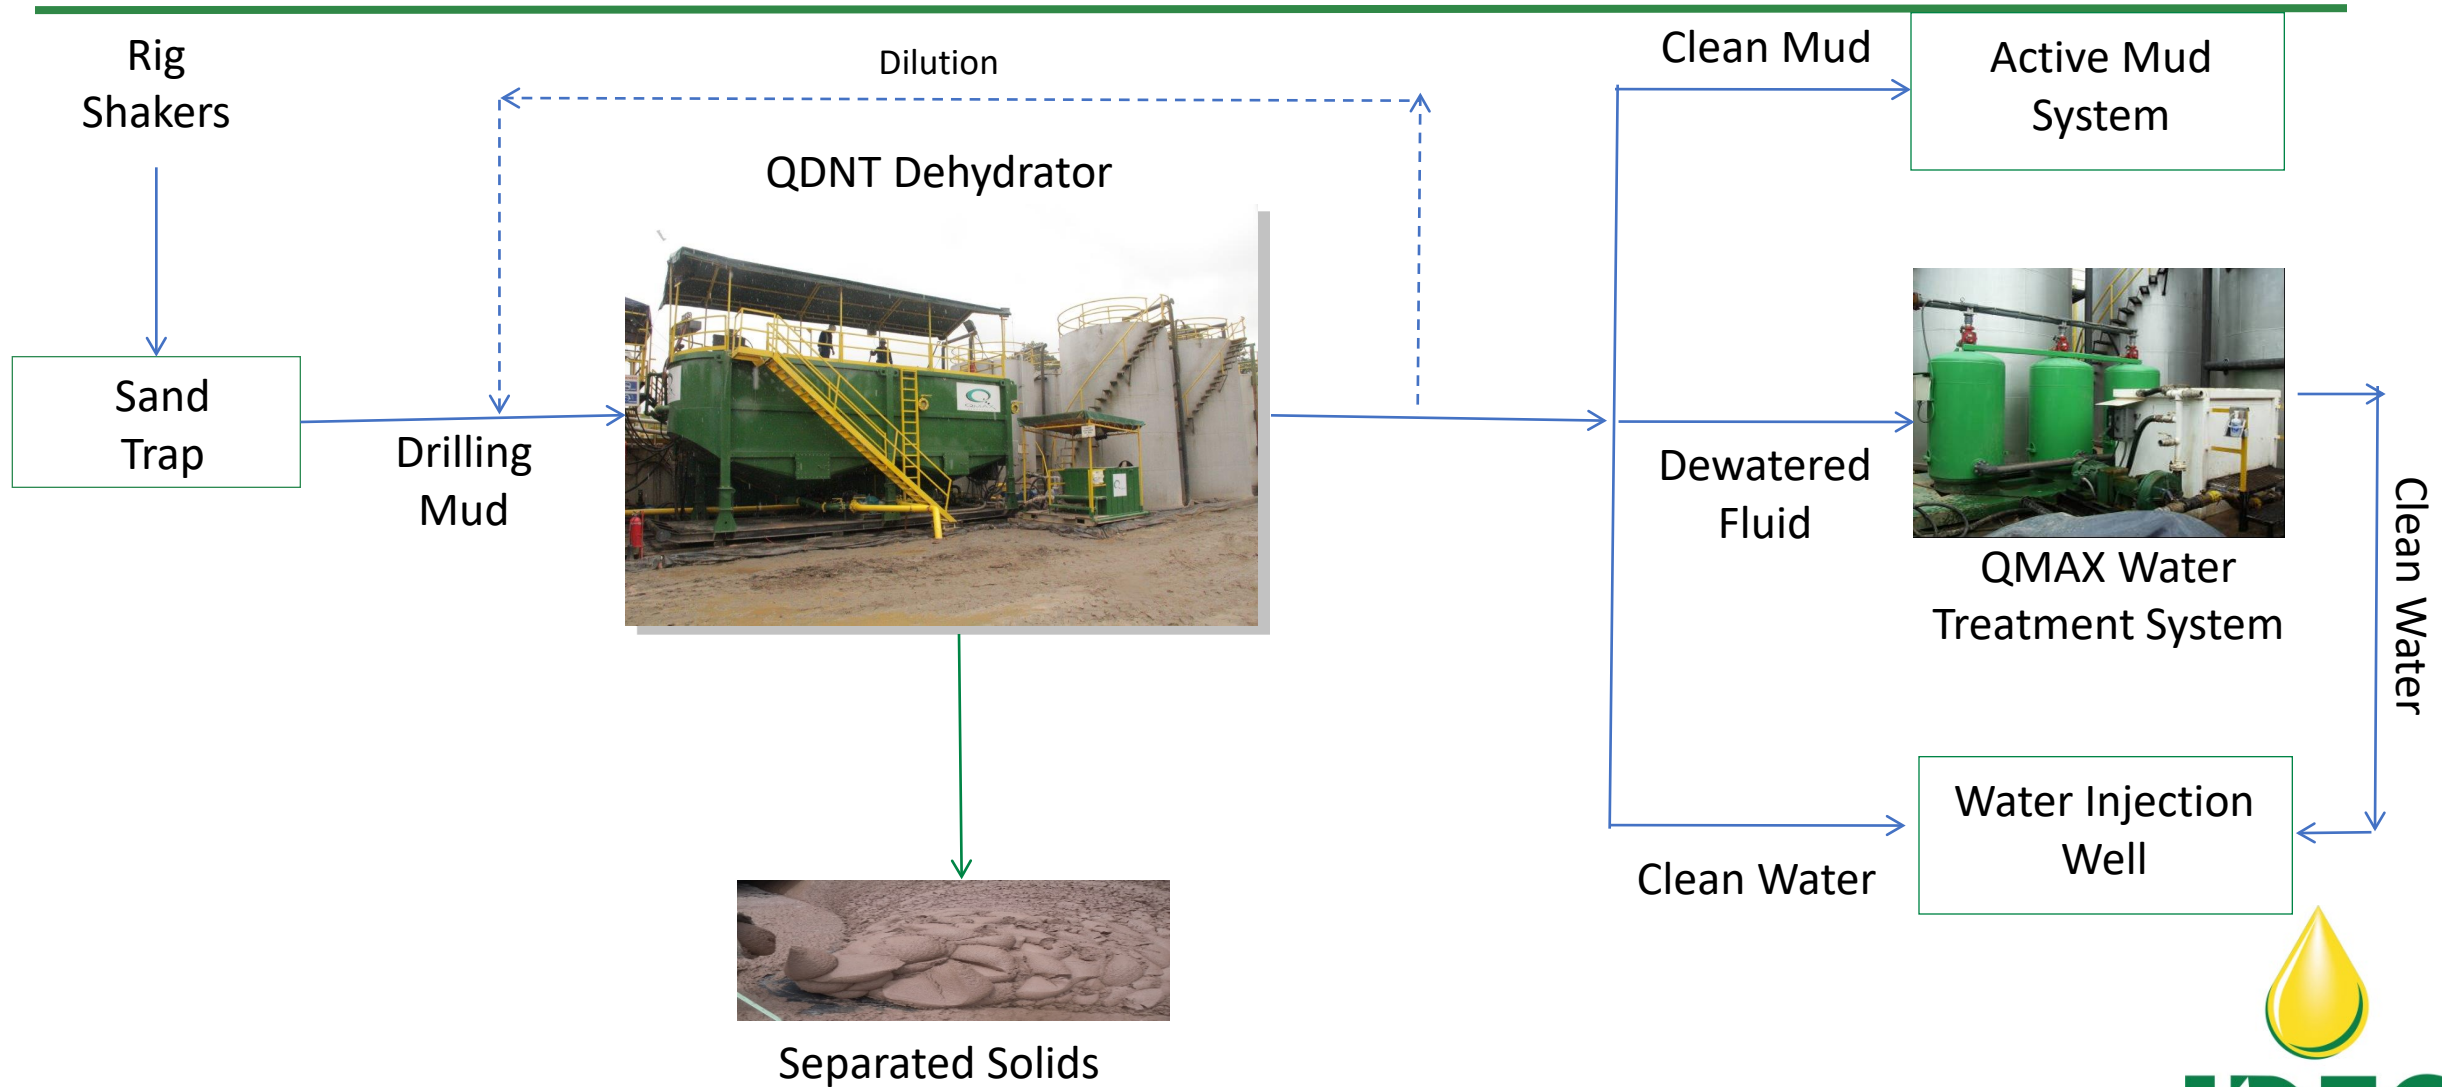 Rig
Shakers
Dilution
Clean Mud
Active Mud
System
QDNT Dehydrator
Sand
Trap
Drilling
Mud
Dewatered
Fluid
QMAX Water
Treatment System
Clean Water
Water Injection
Well
Clean Water
Separated Solids